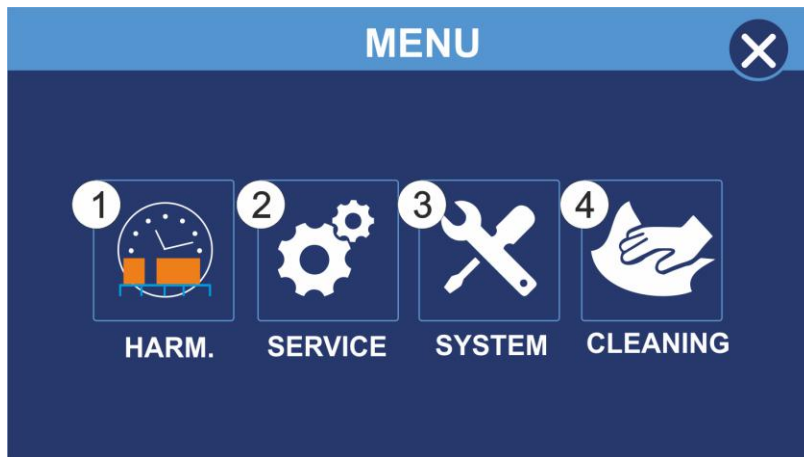 MENU
1
2
3
4
HARM.
SERVICE
SYSTEM
CLEANING